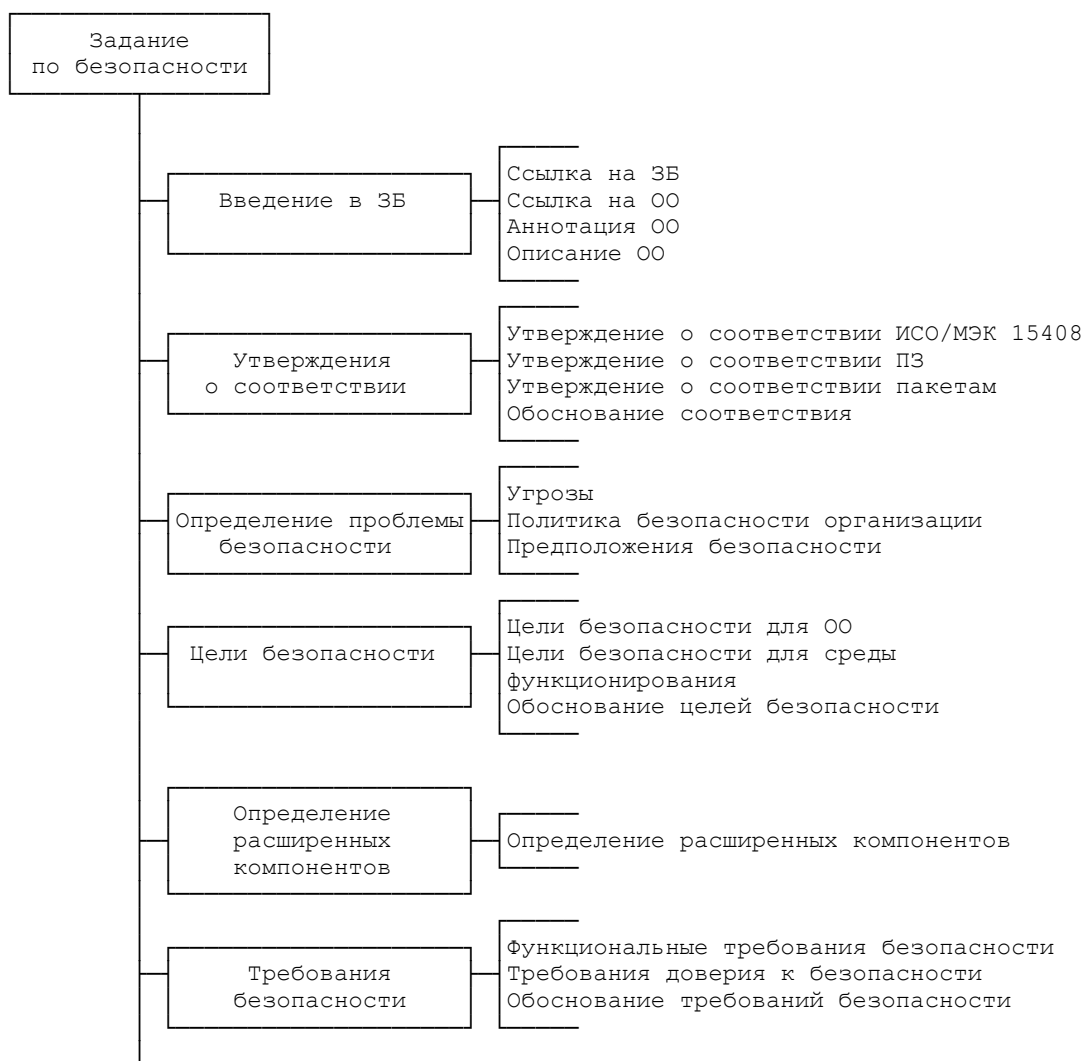 Задание
по безопасности
Введение в ЗБ
Ссылка на ЗБ
Ссылка на ОО
Аннотация ОО
Описание ОО
Утверждения
о соответствии
Утверждение о соответствии ИСО/МЭК 15408
Утверждение о соответствии ПЗ
Утверждение о соответствии пакетам
Обоснование соответствия
Определение проблемы
безопасности
Угрозы
Политика безопасности организации
Предположения безопасности
Цели безопасности
Цели безопасности для ОО
Цели безопасности для среды
функционирования
Обоснование целей безопасности
Определение
расширенных
компонентов
Определение расширенных компонентов
Требования
безопасности
Функциональные требования безопасности
Требования доверия к безопасности
Обоснование требований безопасности